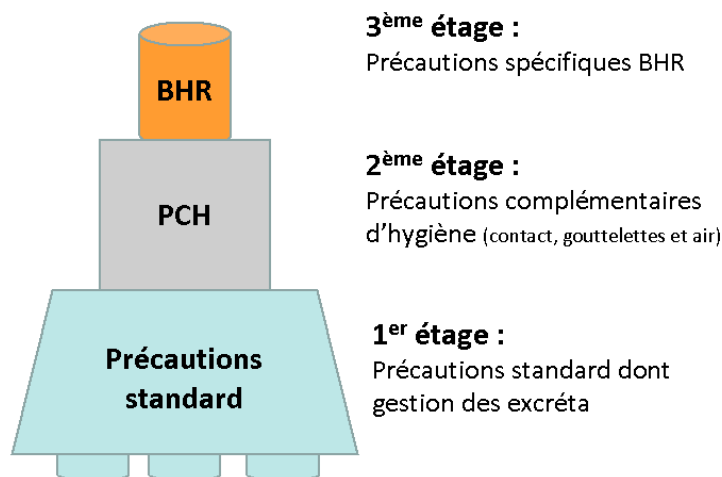 BHR
PCH
Précautions
standard
3ème étage :
Précautions spécifiques BHR
2ème étage :
Précautions complémentaires
d’hygiène (contact, gouttelettes et air)
1er étage :
Précautions standard dont
gestion des excréta